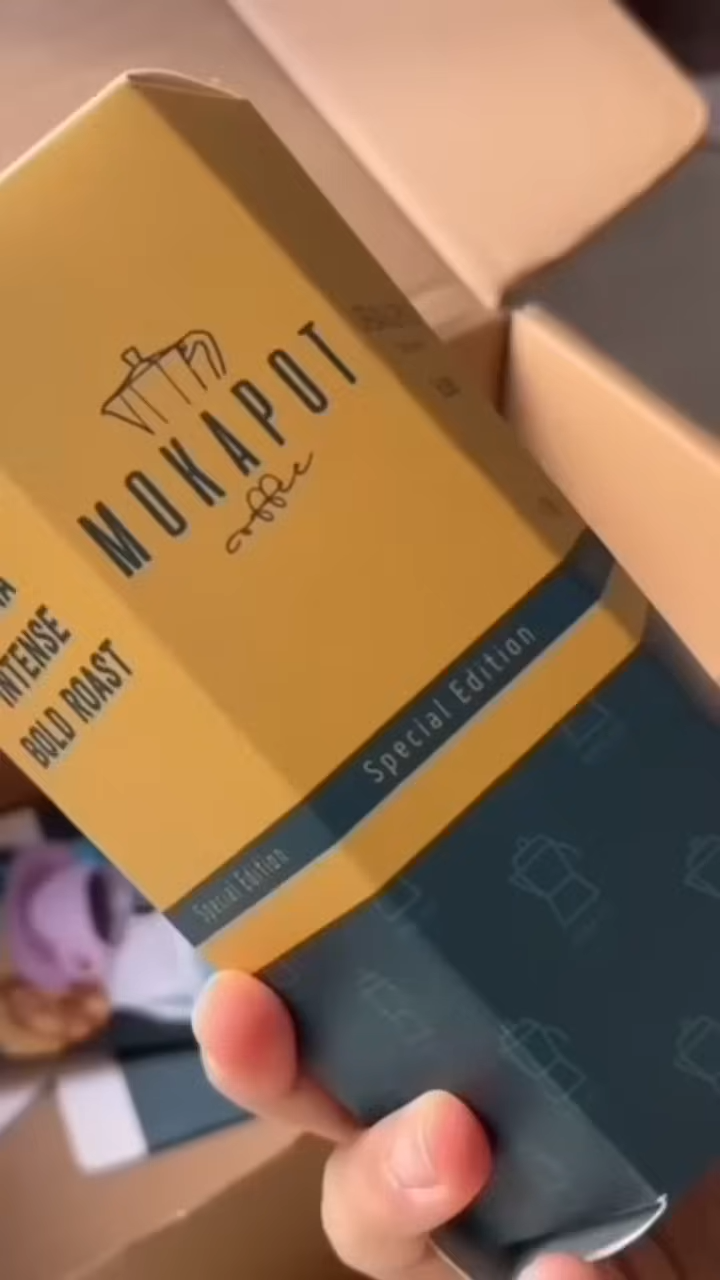 MOKAPOT
coffee
Special Edition
INTENSE
BOLD ROAST
Special Edition